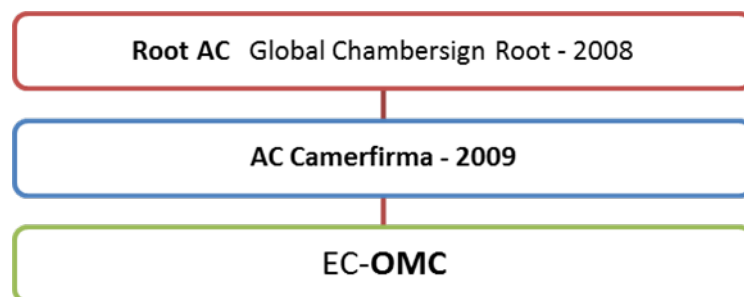 Root AC Global Chambersign Root - 2008
AC Camerfirma - 2009
EC-OMC